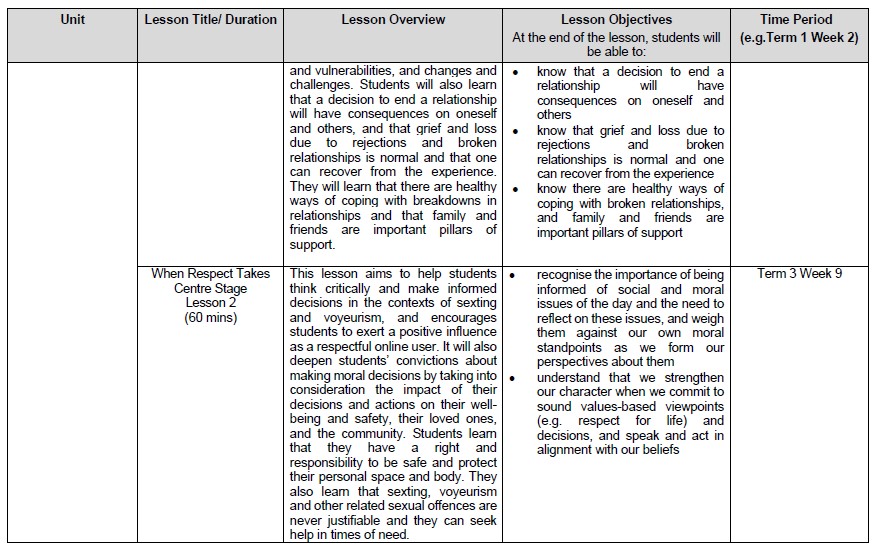 Unit
Lesson Title/ Duration
Lesson Overview
Lesson Objectives
At the end of the lesson, students will
be able to:
Time Period
(e.g.Term 1 Week 2)
and vulnerabilities, and changes and
challenges. Students will also learn
that a decision to end a relationship
will have consequences on oneself
and others, and that grief and loss
due to rejections and broken
relationships is normal and that one
can recover from the experience.
They will learn that there are healthy
ways of coping with breakdowns in
relationships and that family and
friends are important pillars of
support.
• know that a decision to end a
relationship will have
consequences on oneself and
others
• know that grief and loss due to
rejections and broken
relationships is normal and one
can recover from the experience
• know there are healthy ways of
coping with broken relationships,
and family and friends are
important pillars of support
When Respect Takes
Centre Stage
Lesson 2
(60 mins)
This lesson aims to help students
think critically and make informed
decisions in the contexts of sexting
and voyeurism, and encourages
students to exert a positive influence
as a respectful online user. It will also
deepen students’ convictions about
making moral decisions by taking into
consideration the impact of their
decisions and actions on their well-
being and safety, their loved ones,
and the community. Students learn
that they have a right and
responsibility to be safe and protect
their personal space and body. They
also learn that sexting, voyeurism
and other related sexual offences are
never justifiable and they can seek
help in times of need.
• recognise the importance of being
informed of social and moral
issues of the day and the need to
reflect on these issues, and weigh
them against our own moral
standpoints as we form our
perspectives about them
• understand that we strengthen
our character when we commit to
sound values-based viewpoints
(e.g. respect for life) and
decisions, and speak and act in
alignment with our beliefs
Term 3 Week 9